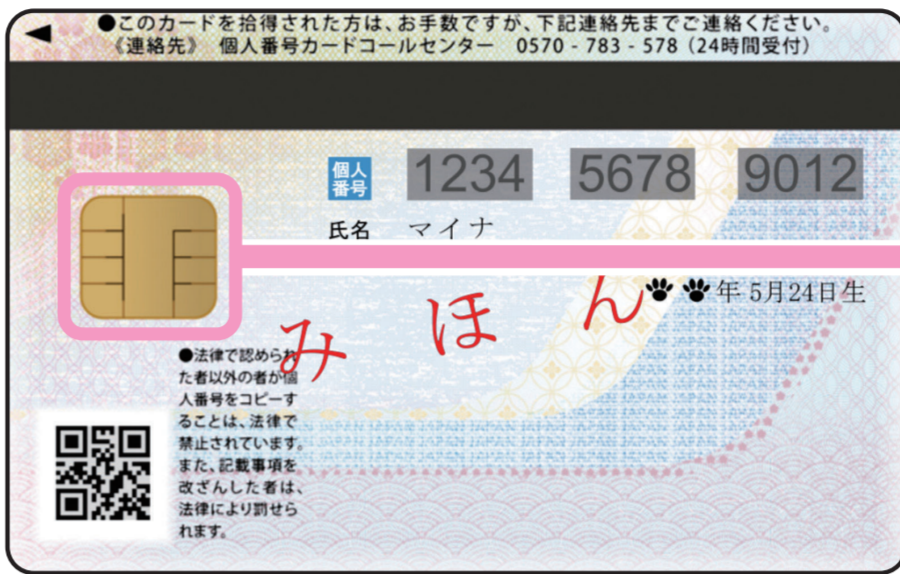 ●このカードを拾得された方は、お手数ですが、下記連絡先までご連絡ください。
《連絡先》 個人番号カードコールセンター 0570 - 783 - 578（24時間受付）
個人番号 1234 5678 9012
氏名 マイナ
年 5月24日生
みほん
●法律で認められ
た者以外の者が個
人番号をコピーす
ることは、法律で
禁止されています。
また、記載事項を
改ざんした者は、
法律により罰せら
れます。